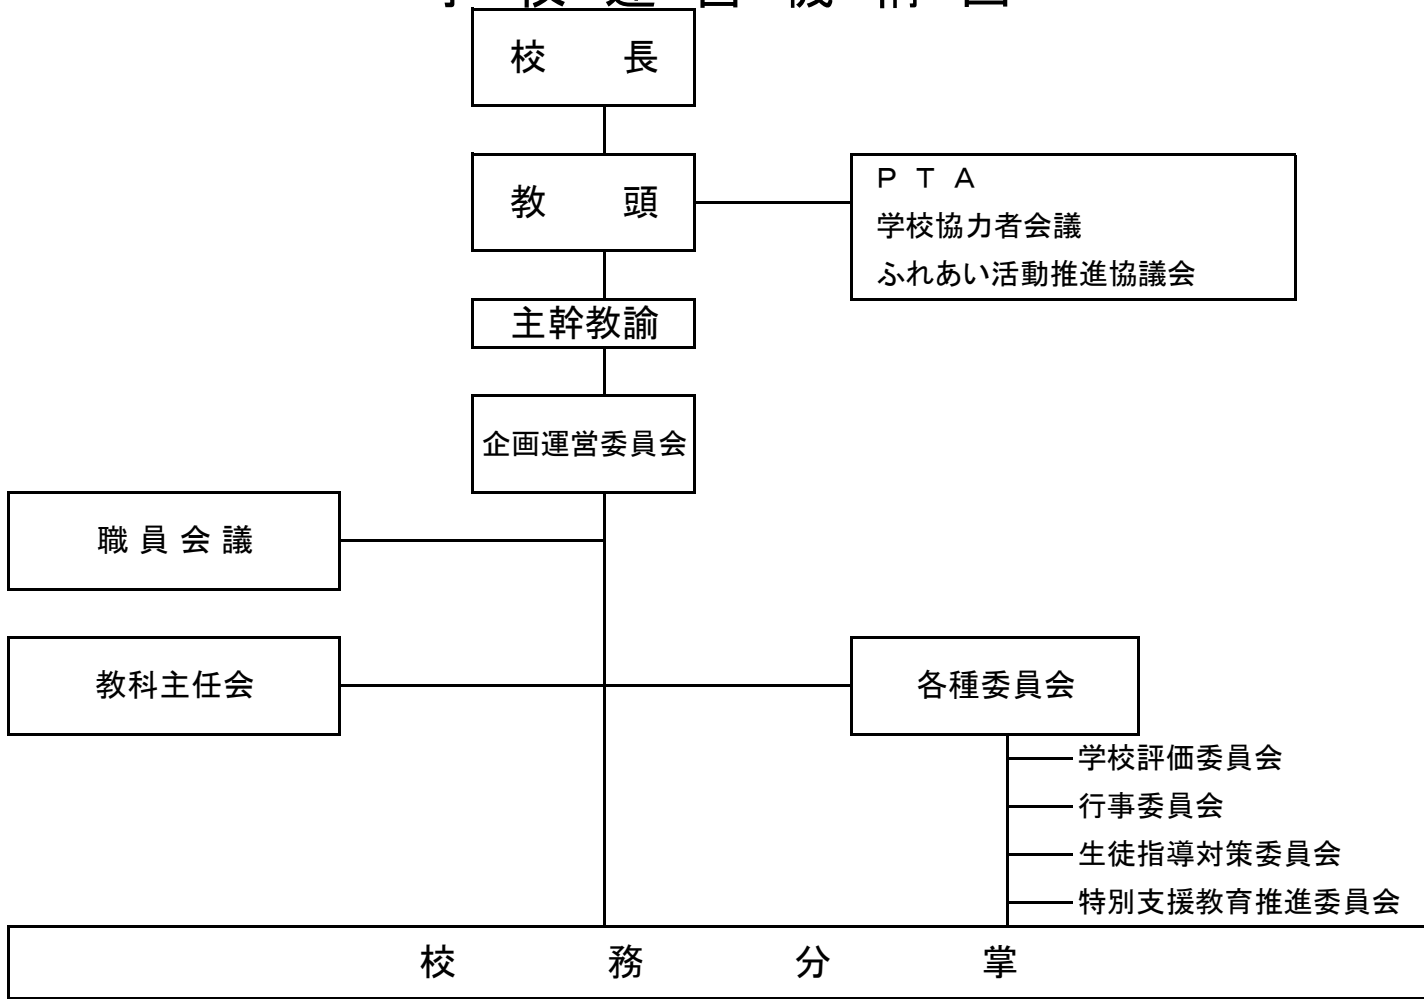 校長
教頭
PTA
学校協力者会議
ふれあい活動推進協議会
主幹教諭
企画運営委員会
職員会議
教科主任会
各種委員会
学校評価委員会
行事委員会
生徒指導対策委員会
特別支援教育推進委員会
校務分掌